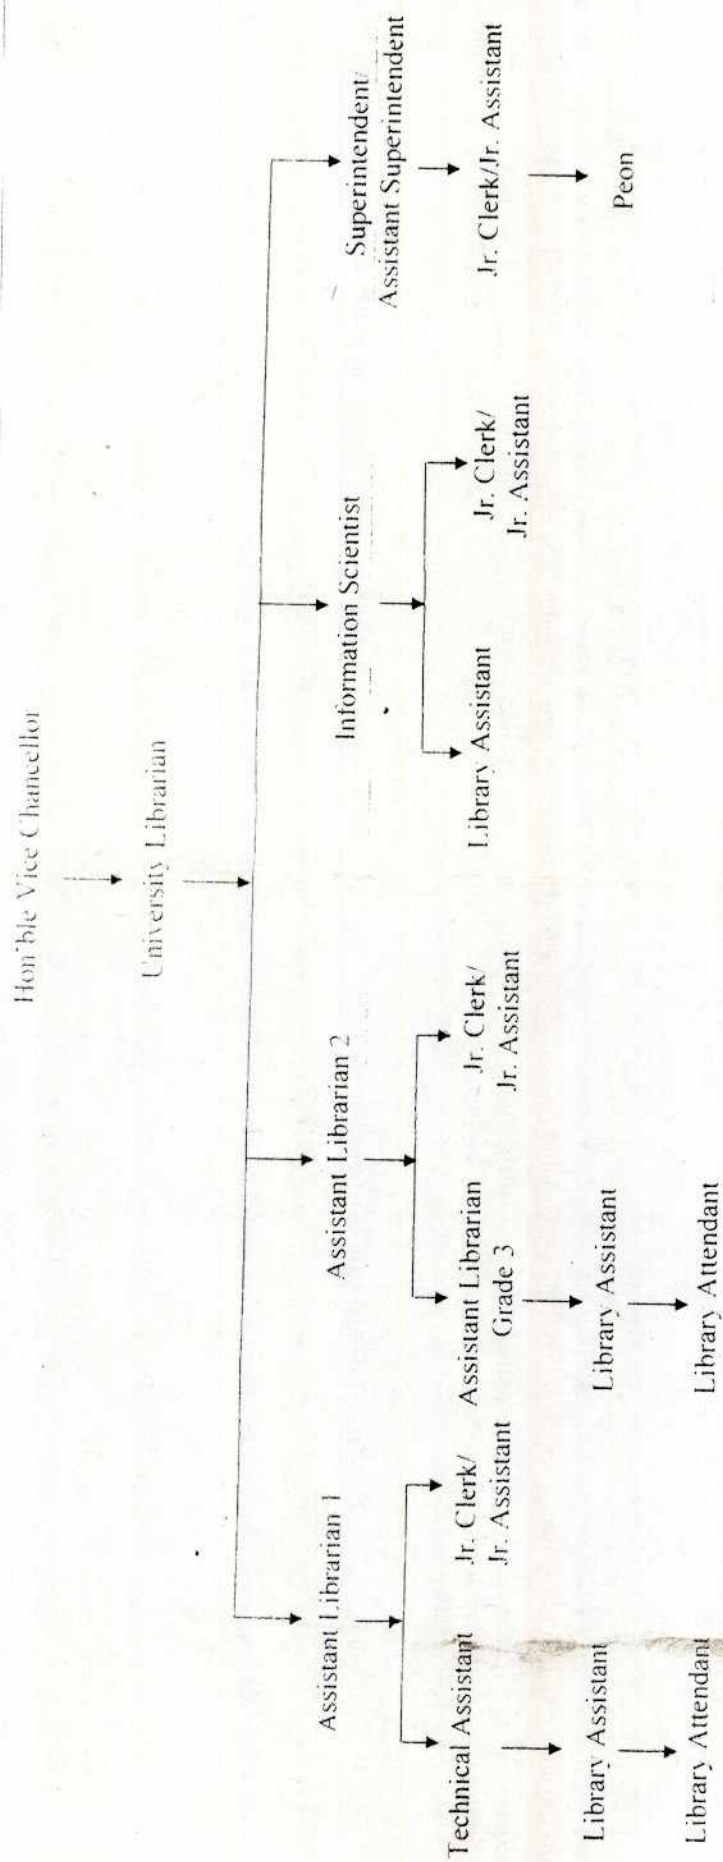 Hon'ble Vice Chancellor
University Librarian
Assistant Librarian 1
Assistant Librarian 2
Information Scientist
Superintendent/
Assistant Superintendent
Technical Assistant
Jr. Clerk/
Jr. Assistant
Assistant Librarian
Grade 3
Jr. Clerk/
Jr. Assistant
Library Assistant
Jr. Clerk/
Jr. Assistant
Jr. Clerk/Jr. Assistant
Library Assistant
Library Assistant
Peon
Library Attendant
Library Attendant